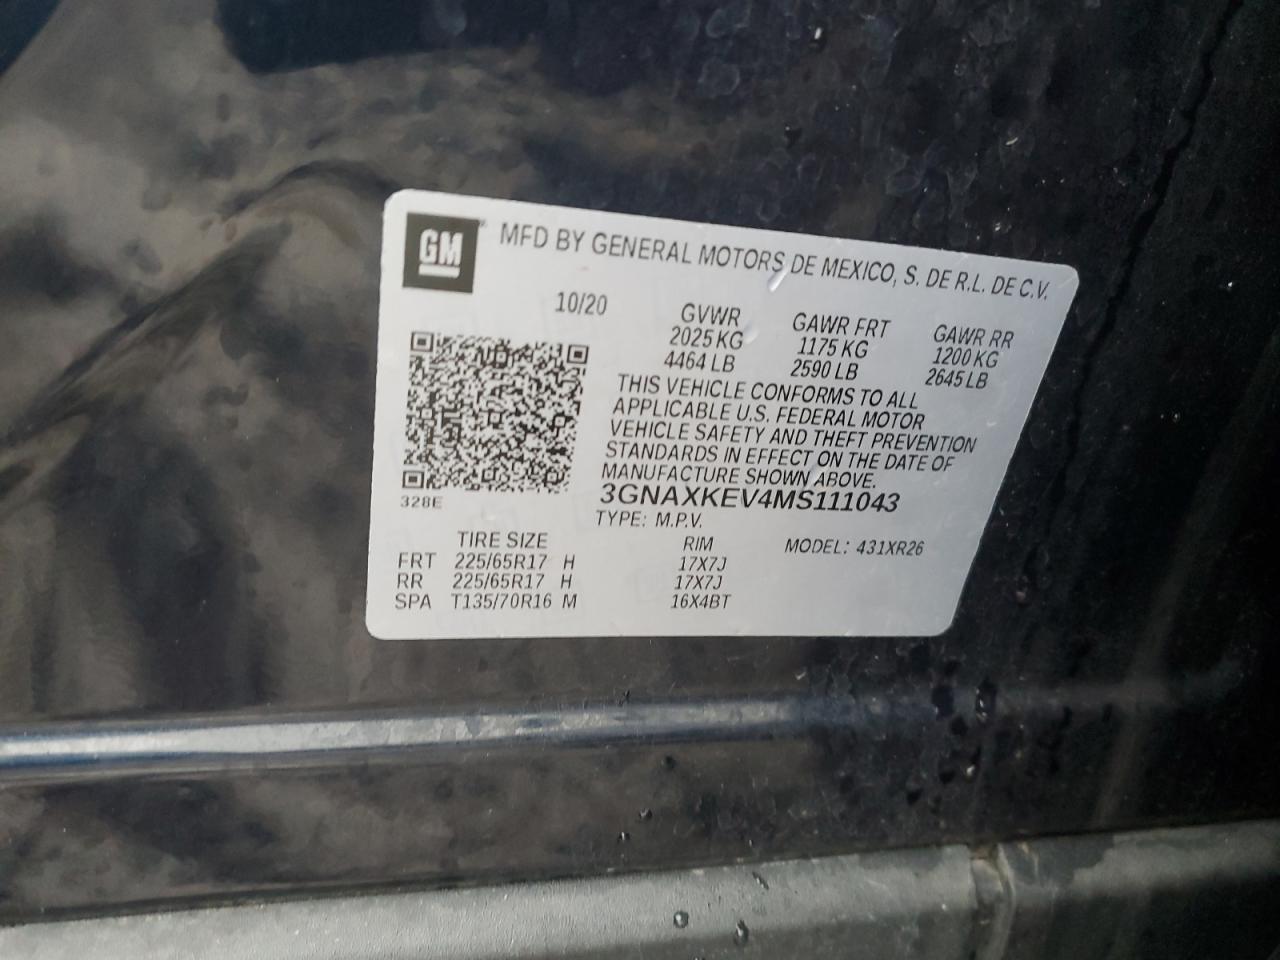 GM
MFD BY GENERAL MOTORS DE MEXICO, S. DE R.L. DE C.V.
10/20 GVWR GAWR FRT GAWR RR
2025 KG 1175 KG 1200 KG
4464 LB 2590 LB 2645 LB
THIS VEHICLE CONFORMS TO ALL
APPLICABLE U.S. FEDERAL MOTOR
VEHICLE SAFETY AND THEFT PREVENTION
STANDARDS IN EFFECT ON THE DATE OF
MANUFACTURE SHOWN ABOVE.
328E 3GNAXKEV4MS111043
TYPE: M.P.V.
TIRE SIZE RIM MODEL: 431XR26
FRT 225/65R17 H 17X7J
RR 225/65R17 H 17X7J
SPA T135/70R16 M 16X4BT